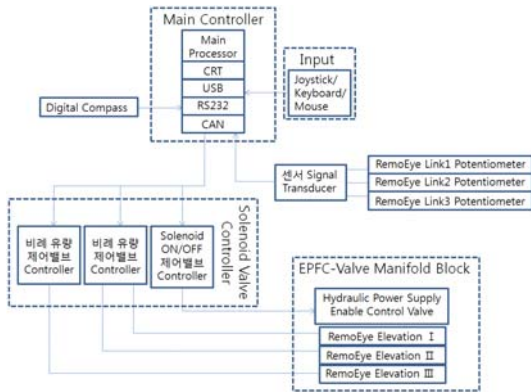 Main Controller
Main
Processor
CRT
USB
RS232
CAN
Input
Joystick/
Keyboard/
Mouse
Digital Compass
센서 Signal
Transducer
RemoEye Link1 Potentiometer
RemoEye Link2 Potentiometer
RemoEye Link3 Potentiometer
비례 유량
제어밸브
Controller
비례 유량
제어밸브
Controller
Solenoid
ON/OFF
제어밸브
Controller
Solenoid Valve
Controller
EPFC-Valve Manifold Block
Hydraulic Power Supply
Enable Control Valve
RemoEye Elevation Ⅰ
RemoEye Elevation Ⅱ
RemoEye Elevation Ⅲ